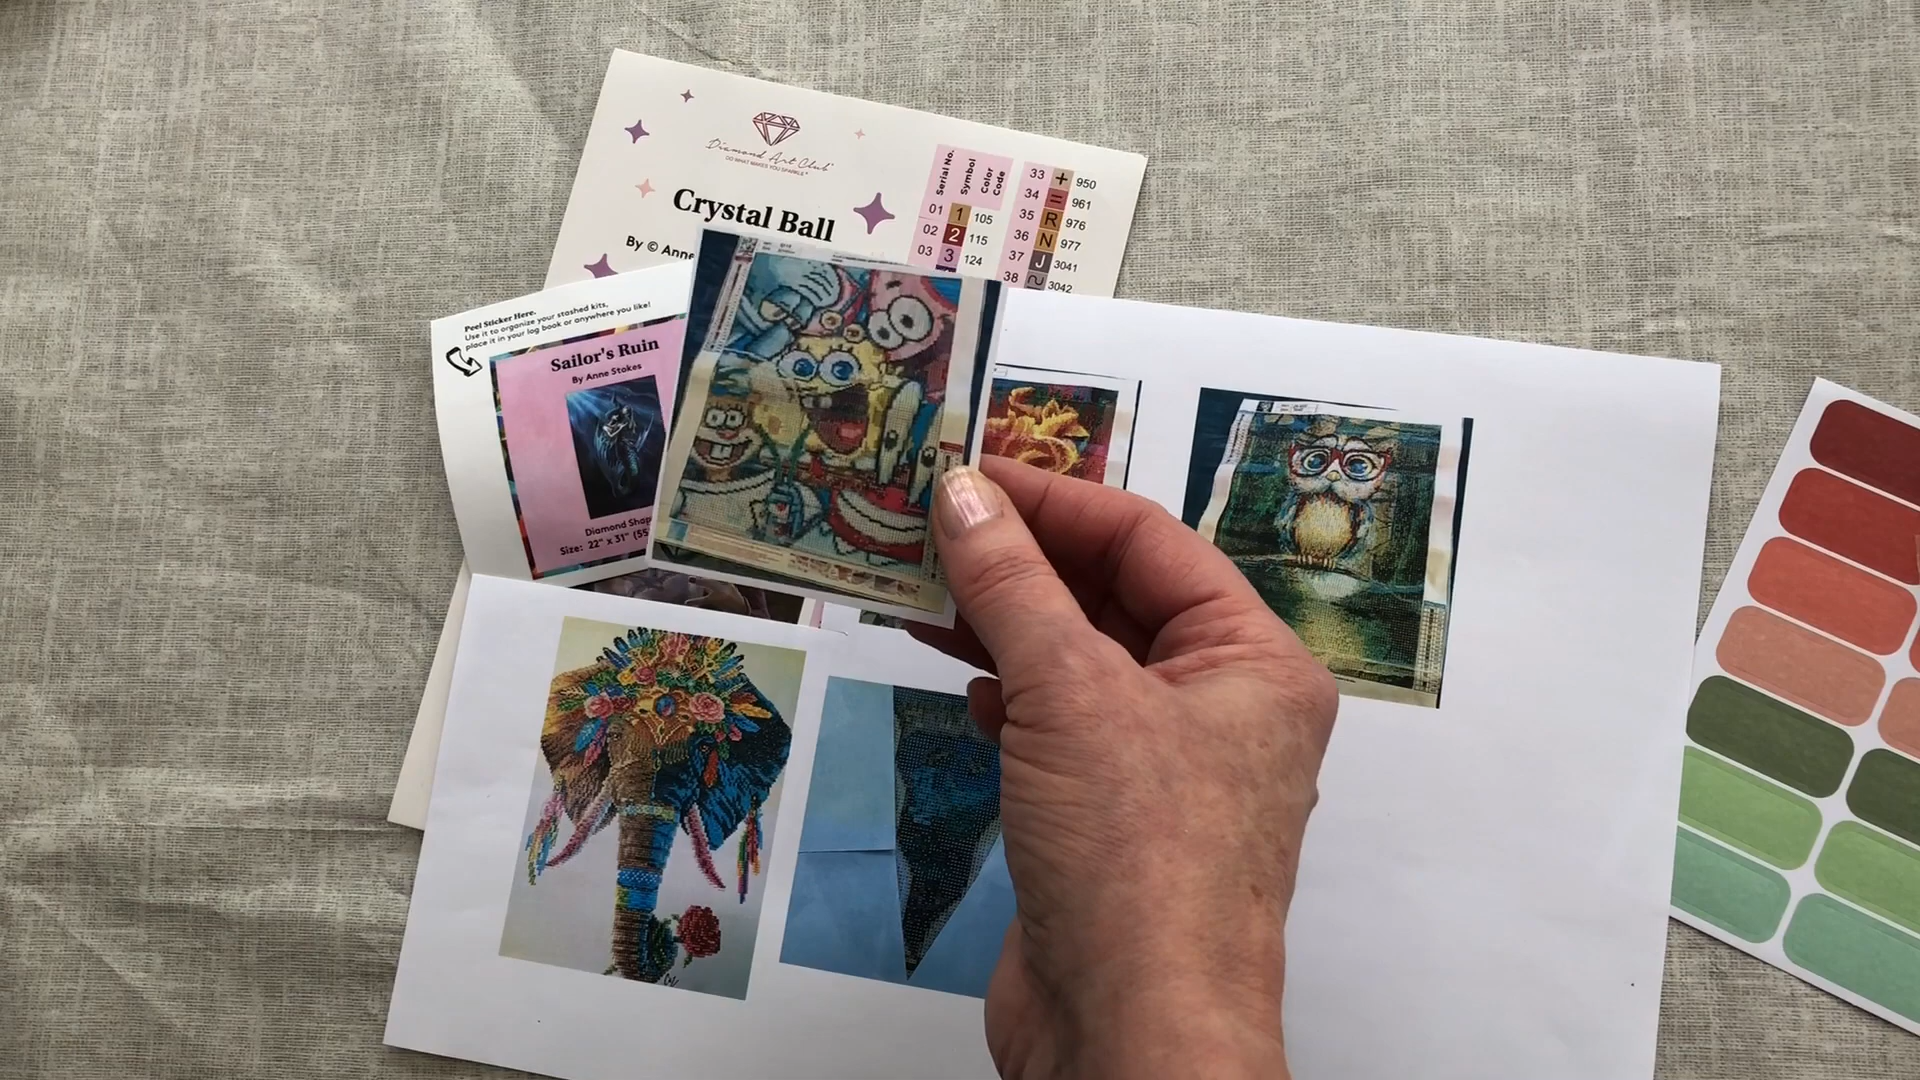 Diamond Art Club
DO WHAT MAKES YOU SPARKLE
Crystal Ball
By © Anne
Serial No. Symbol Color Code
01 1 105
02 2 115
03 3 124
33 + 950
34 = 961
35 R 976
36 N 977
37 J 3041
38 3042
Peel Sticker Here.
Use it to organize your stashed kits,
place it in your log book or anywhere you like!
Sailor's Ruin
By Anne Stokes
Diamond Shap
Size: 22" x 31" (55